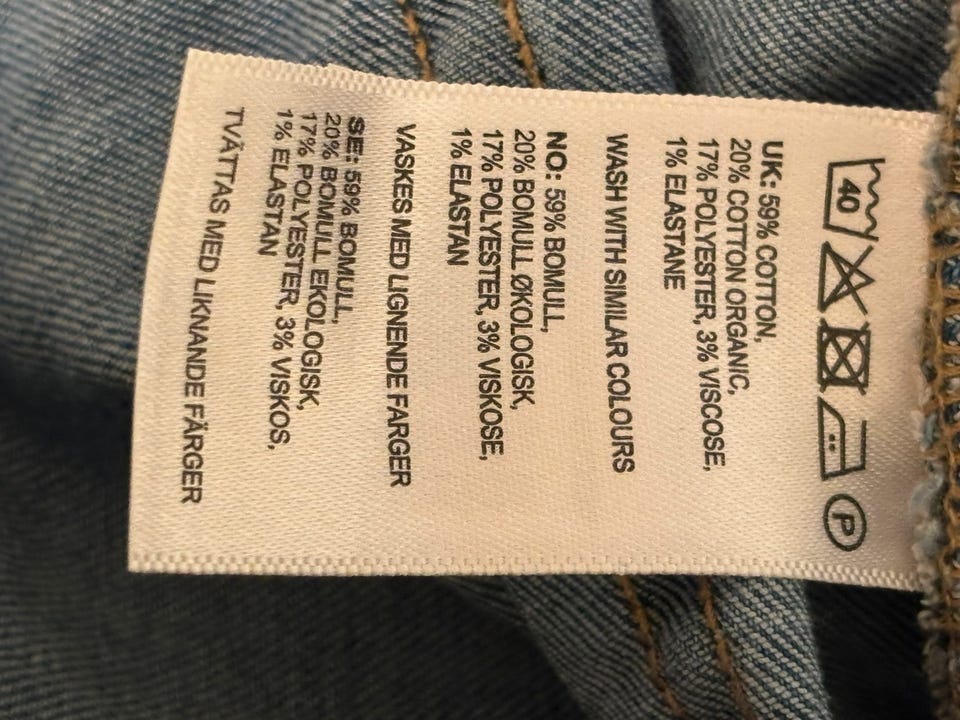 40 P
UK: 59% COTTON,
20% COTTON ORGANIC,
17% POLYESTER, 3% VISCOSE,
1% ELASTANE
WASH WITH SIMILAR COLOURS
NO: 59% BOMULL,
20% BOMULL ØKOLOGISK,
17% POLYESTER, 3% VISKOSE,
1% ELASTAN
VASKES MED LIGNENDE FARGER
SE: 59% BOMULL,
20% BOMULL EKOLOGISK,
17% POLYESTER, 3% VISKOS,
1% ELASTAN
TVÄTTAS MED LIKNANDE FÄRGER